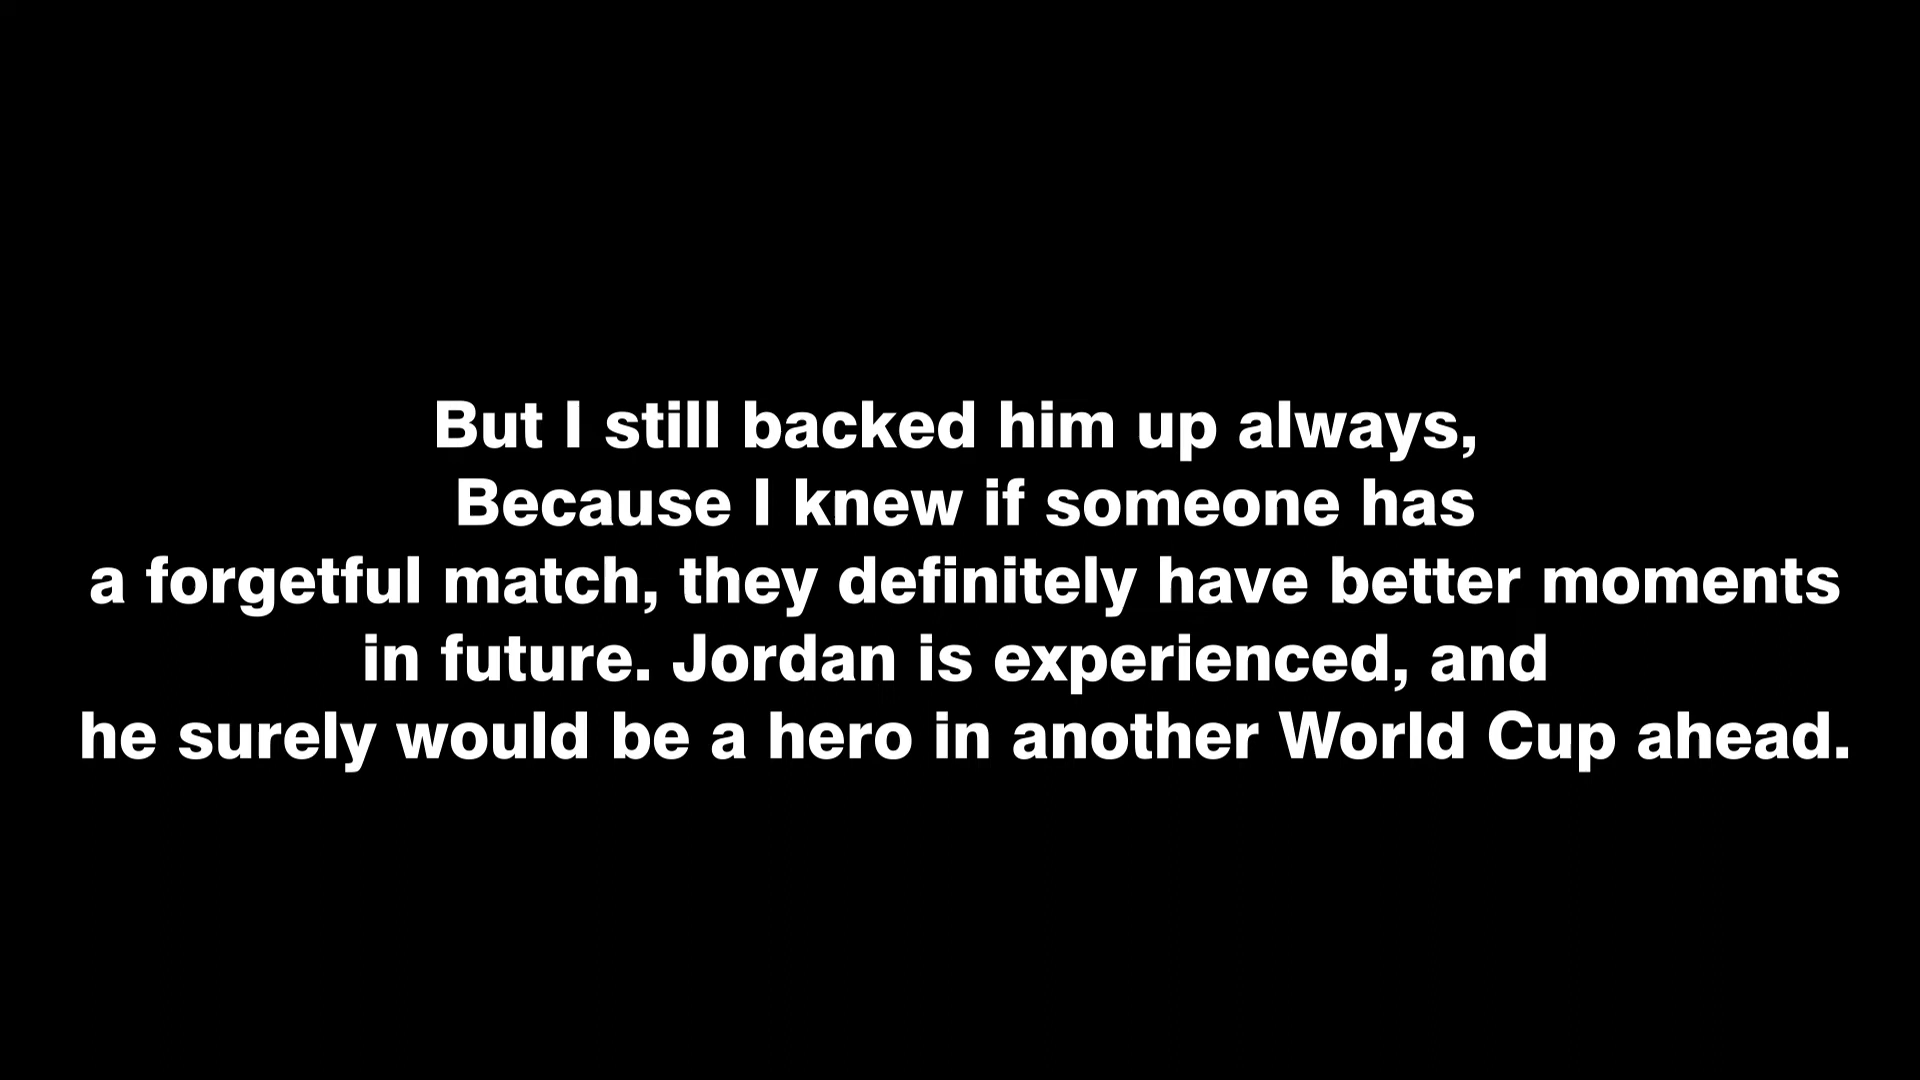 But I still backed him up always,
Because I knew if someone has
a forgetful match, they definitely have better moments
in future. Jordan is experienced, and
he surely would be a hero in another World Cup ahead.